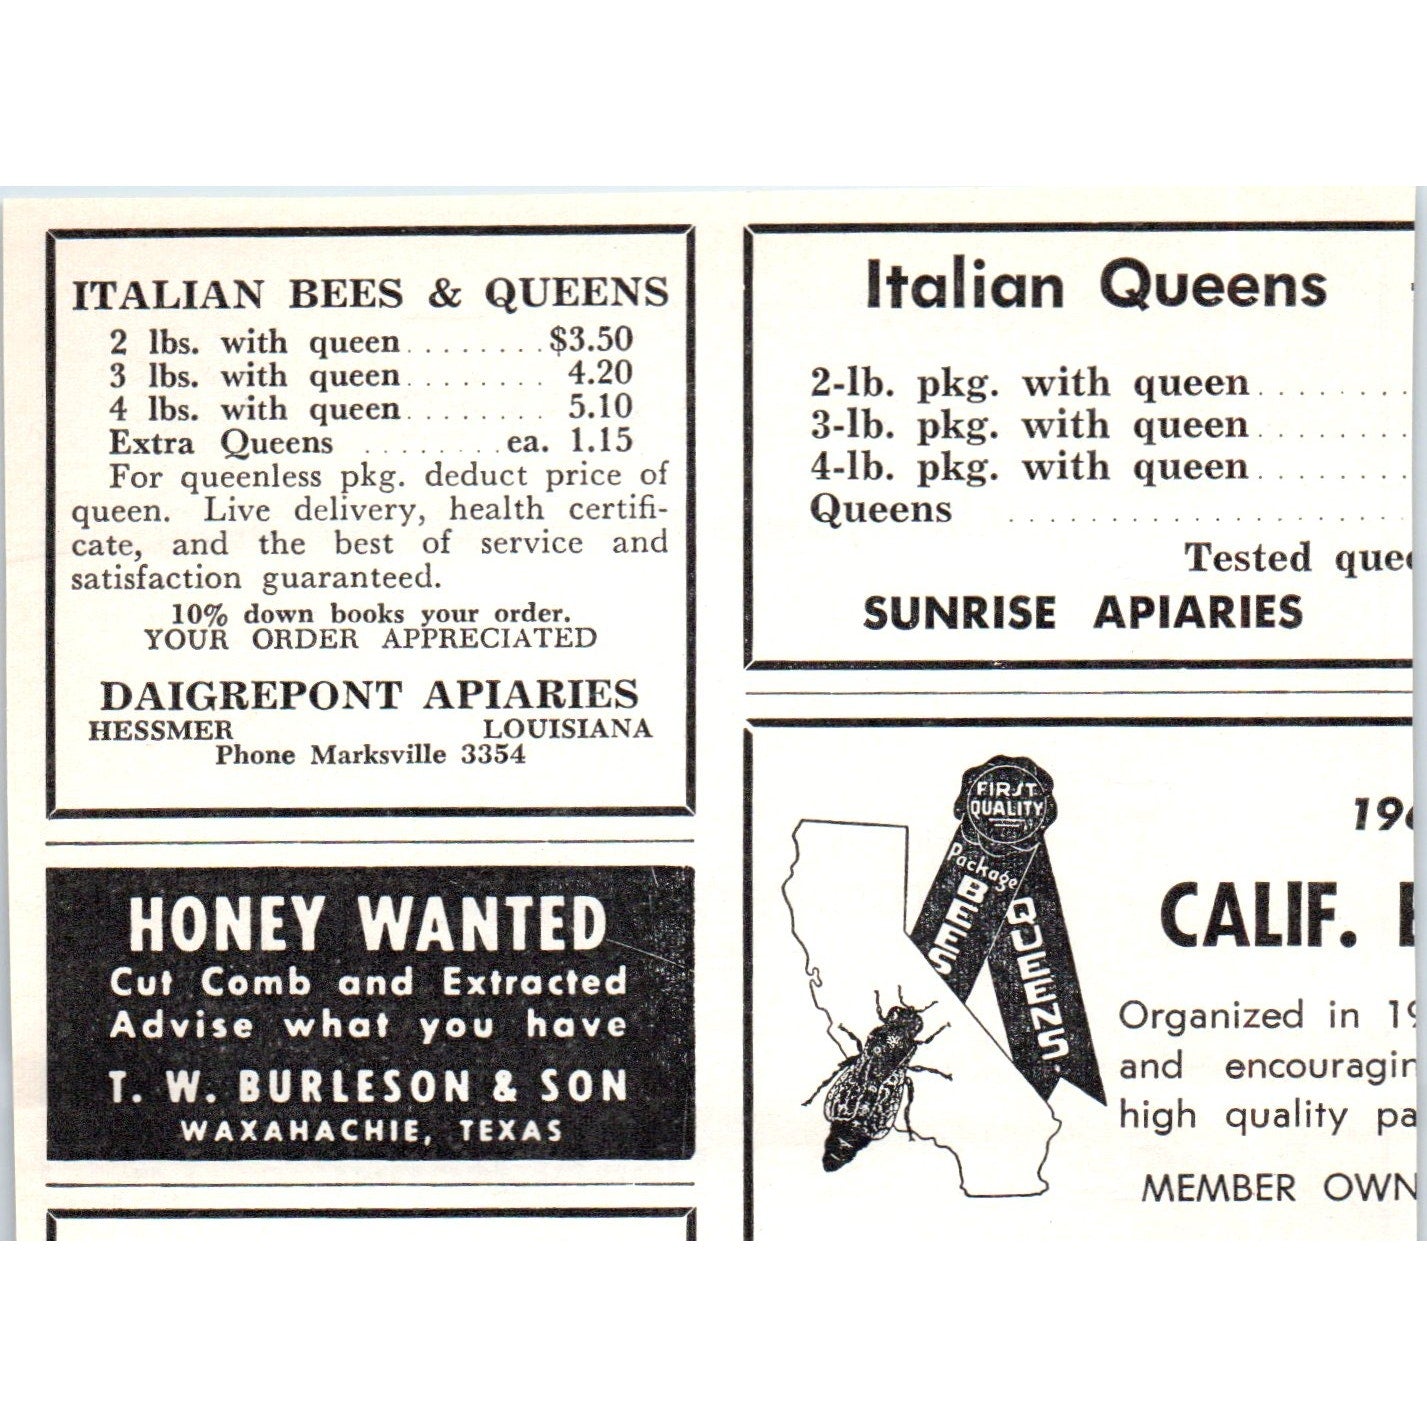 ITALIAN BEES & QUEENS
2 lbs. with queen........$3.50
3 lbs. with queen........ 4.20
4 lbs. with queen........ 5.10
Extra Queens ........ea. 1.15
For queenless pkg. deduct price of
queen. Live delivery, health certifi-
cate, and the best of service and
satisfaction guaranteed.
10% down books your order.
YOUR ORDER APPRECIATED
DAIGREPONT APIARIES
HESSMER LOUISIANA
Phone Marksville 3354
HONEY WANTED
Cut Comb and Extracted
Advise what you have
T. W. BURLESON & SON
WAXAHACHIE, TEXAS
Italian Queens
2-lb. pkg. with queen........
3-lb. pkg. with queen........
4-lb. pkg. with queen........
Queens ....................
Tested
SUNRISE APIARIES
FIRST
QUALITY
Package
BEES
QUEENS
CALIF.
Organized in
and
high quality
MEMBER